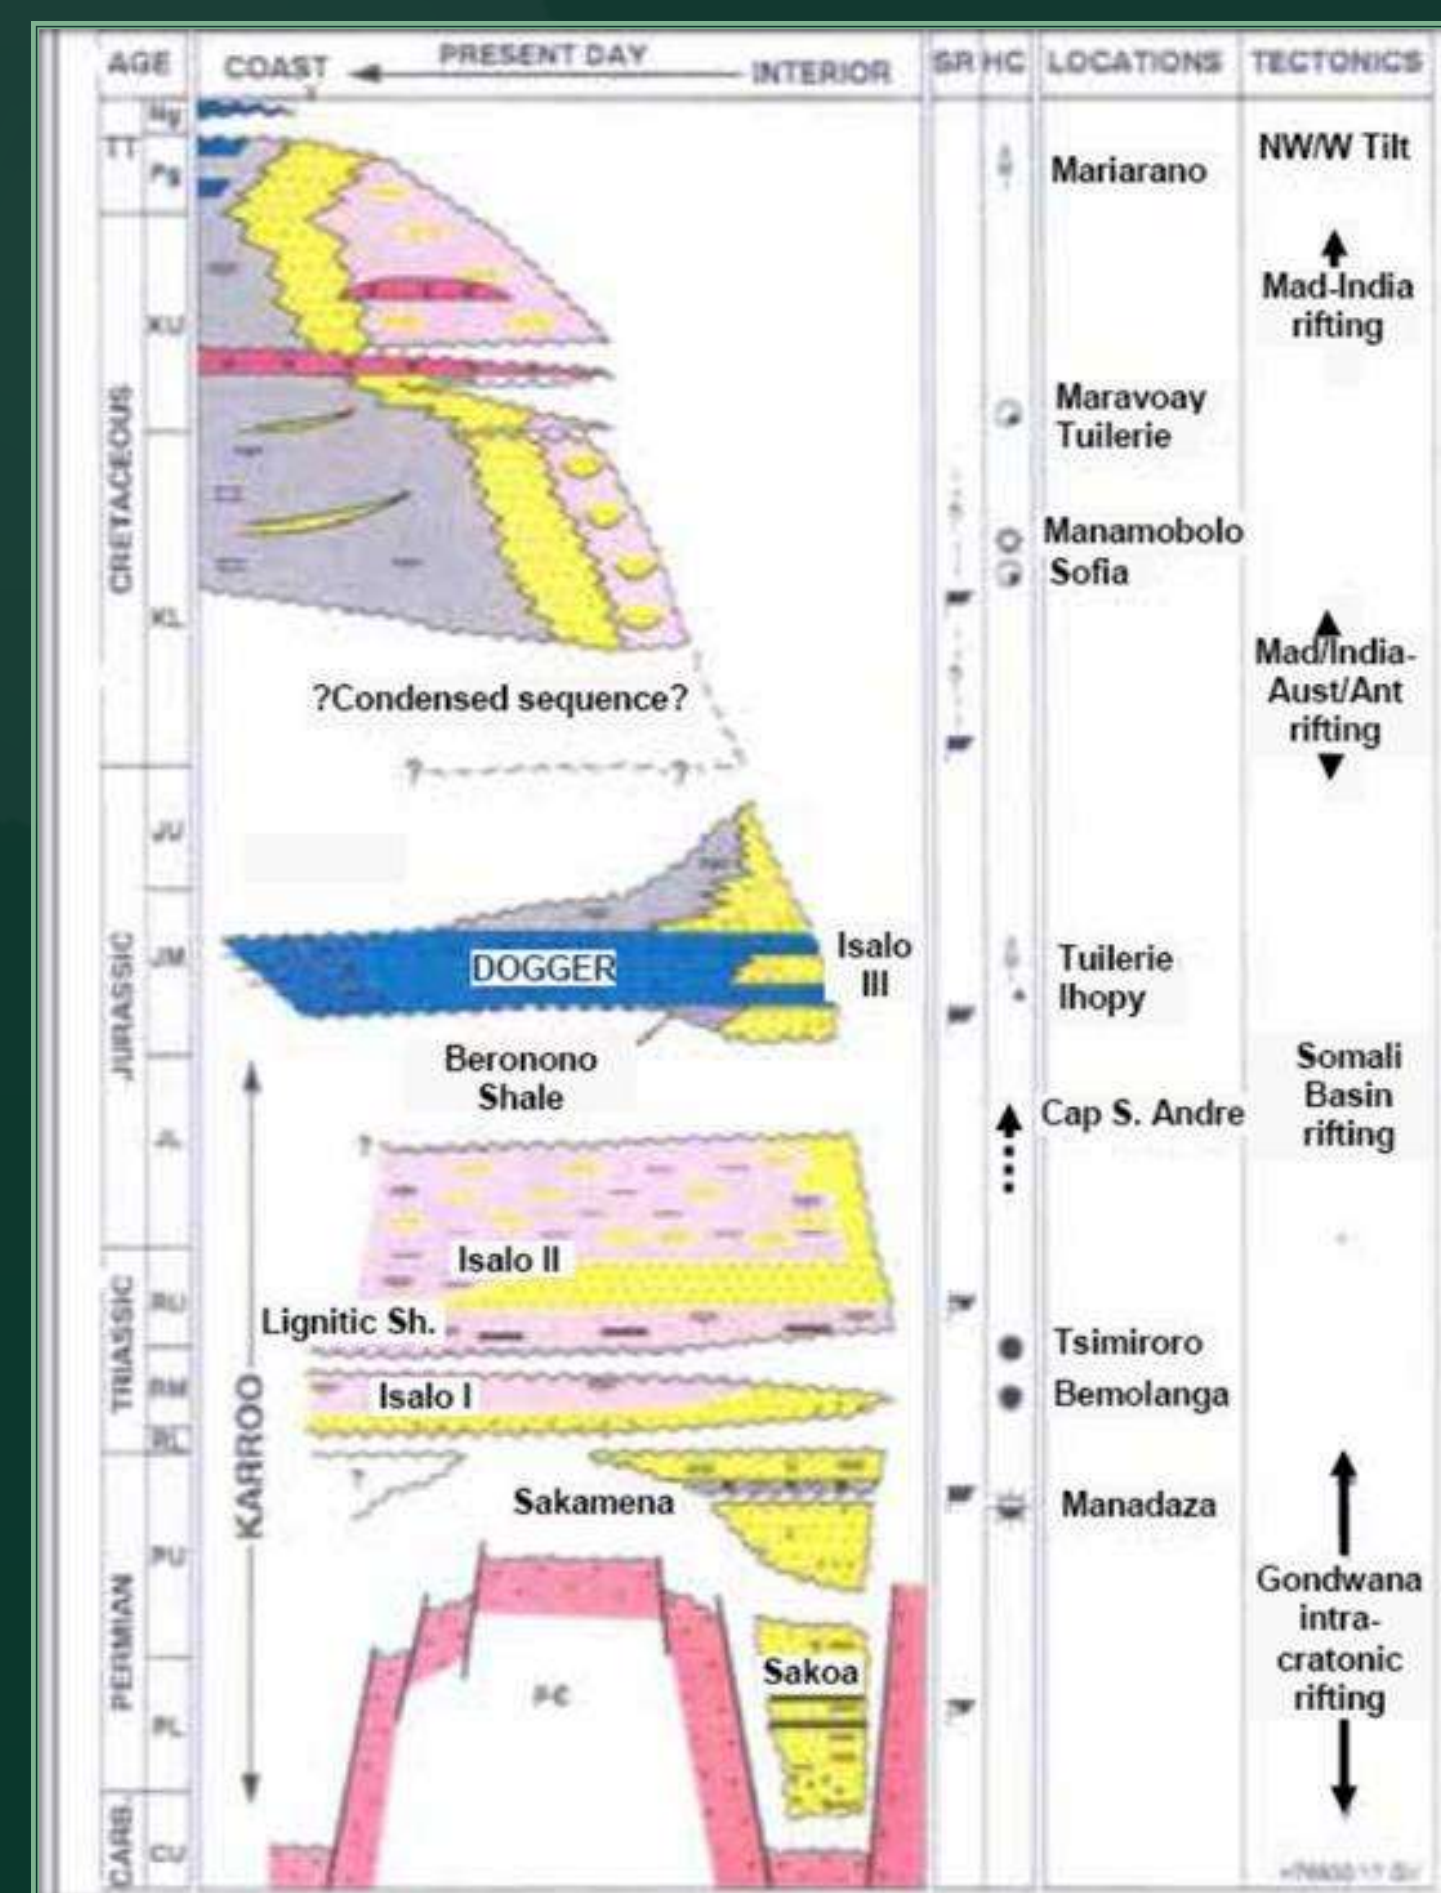 AGE
COAST
PRESENT DAY
INTERIOR
SR
HC
LOCATIONS
TECTONICS
Ng
TT
Pg
Mariarano
NW/W Tilt
Mad-India
rifting
KU
CRETACEOUS
Maravoay
Tuilerie
Manamobolo
Sofia
KL
Mad/India-
Aust/Ant
rifting
?Condensed sequence?
?
?
JU
JURASSIC
JM
DOGGER
Isalo
III
Tuilerie
Ihopy
Beronono
Shale
Somali
Basin
rifting
Cap S. Andre
JL
?
Isalo II
TRIASSIC
RU
Lignitic Sh.
Tsimiroro
RM
Isalo I
Bemolanga
RL
KARROO
?
Sakamena
Manadaza
PU
PERMIAN
Gondwana
intra-
cratonic
rifting
Sakoa
PC
PL
CARB.
CU